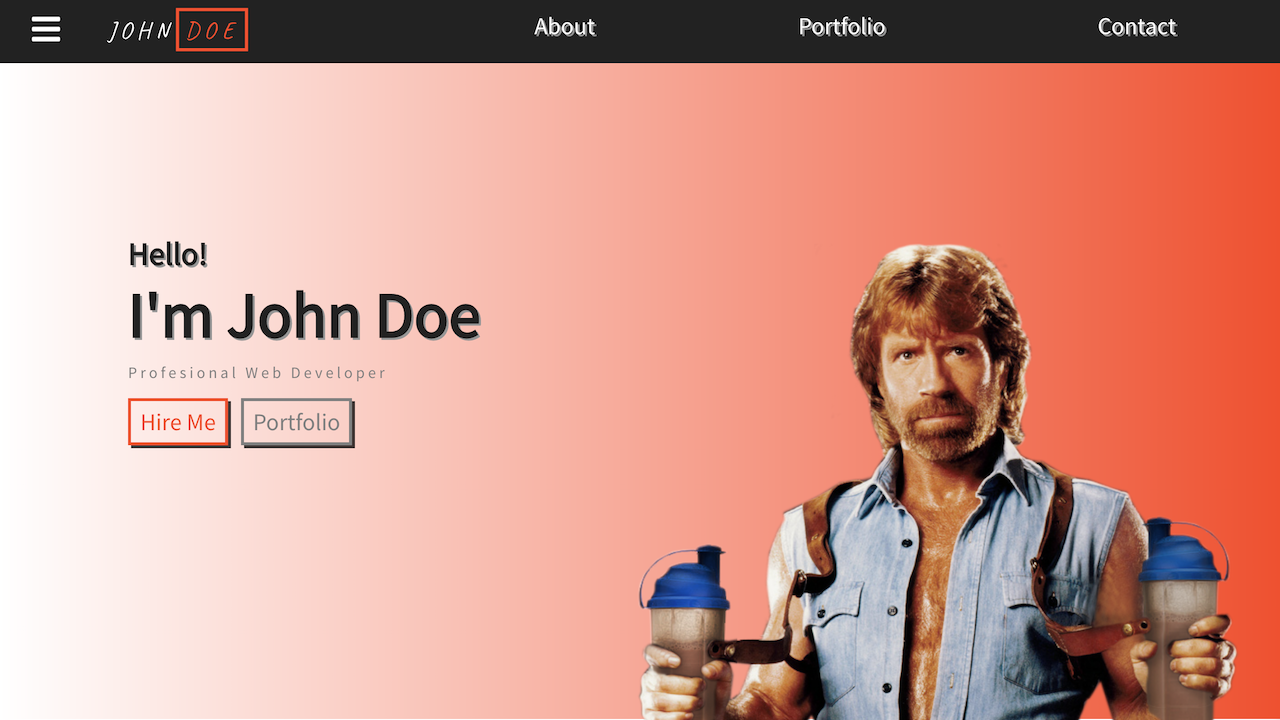 JOHN DOE
About
Portfolio
Contact
Hello!
I'm John Doe
Profesional Web Developer
Hire Me
Portfolio